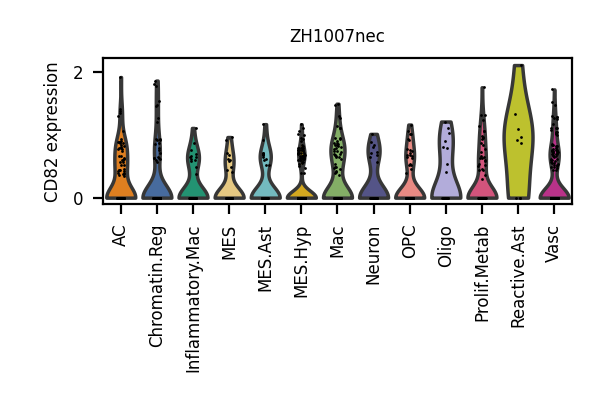 ZH1007nec
CD82 expression
2
0
AC
Chromatin.Reg
Inflammatory.Mac
MES
MES.Ast
MES.Hyp
Mac
Neuron
OPC
Oligo
Prolif.Metab
Reactive.Ast
Vasc